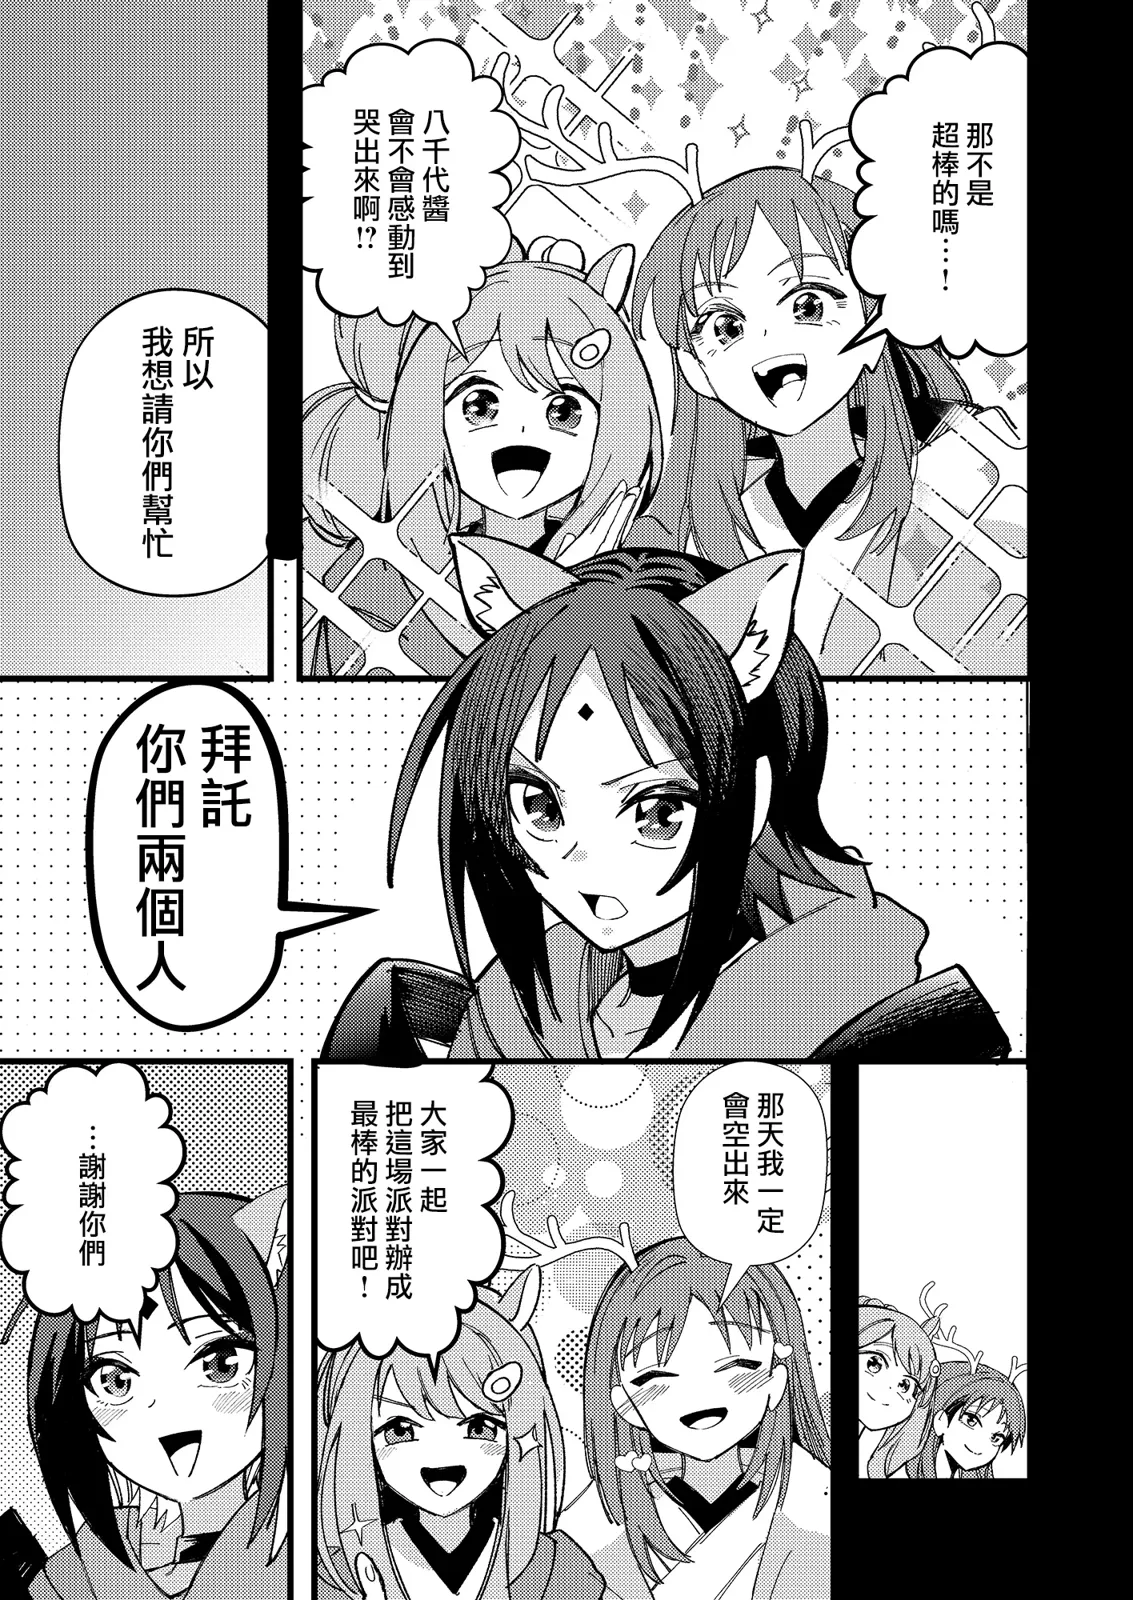 那不是
超棒的嗎…！
八千代醬
會不會感動到
哭出來啊!?
所以
我想請你們幫忙
拜託
你們兩個人
那天我一定
會空出來
大家一起
把這場派對辦成
最棒的派對吧！
…謝謝你們